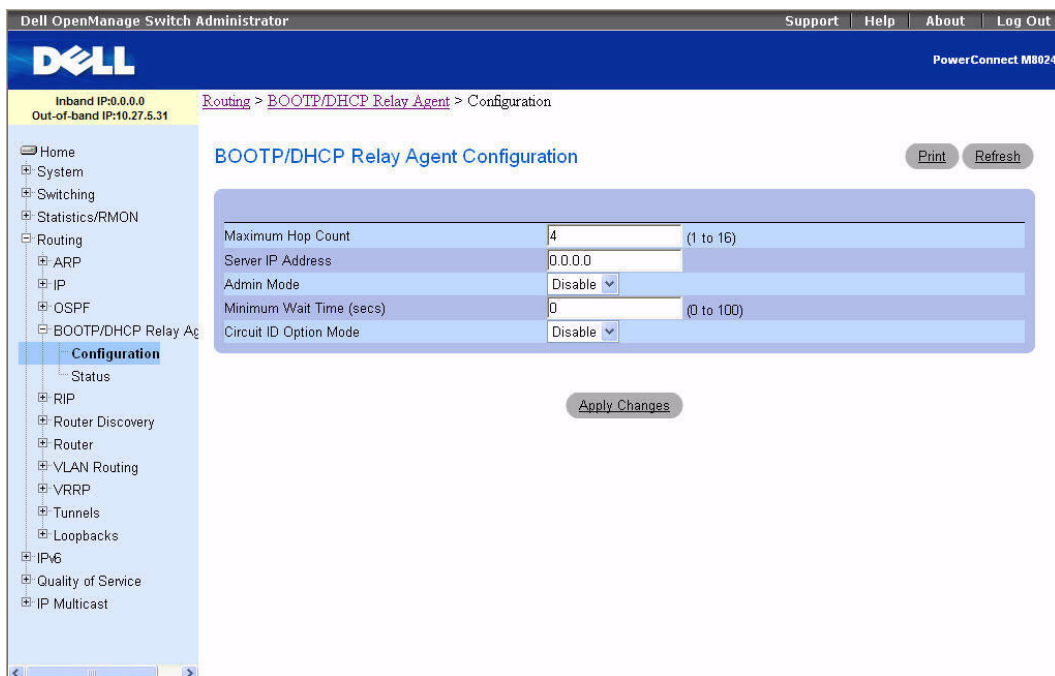 Dell OpenManage Switch Administrator
Support Help About Log Out
DELL
PowerConnect M8024
Inband IP:0.0.0.0
Out-of-band IP:10.27.5.31
Routing > BOOTP/DHCP Relay Agent > Configuration
Home
System
Switching
Statistics/RMON
Routing
ARP
IP
OSPF
BOOTP/DHCP Relay Ag
Configuration
Status
RIP
Router Discovery
Router
VLAN Routing
VRRP
Tunnels
Loopbacks
IPv6
Quality of Service
IP Multicast
BOOTP/DHCP Relay Agent Configuration
Print Refresh
Maximum Hop Count 4 (1 to 16)
Server IP Address 0.0.0.0
Admin Mode Disable
Minimum Wait Time (secs) 0 (0 to 100)
Circuit ID Option Mode Disable
Apply Changes